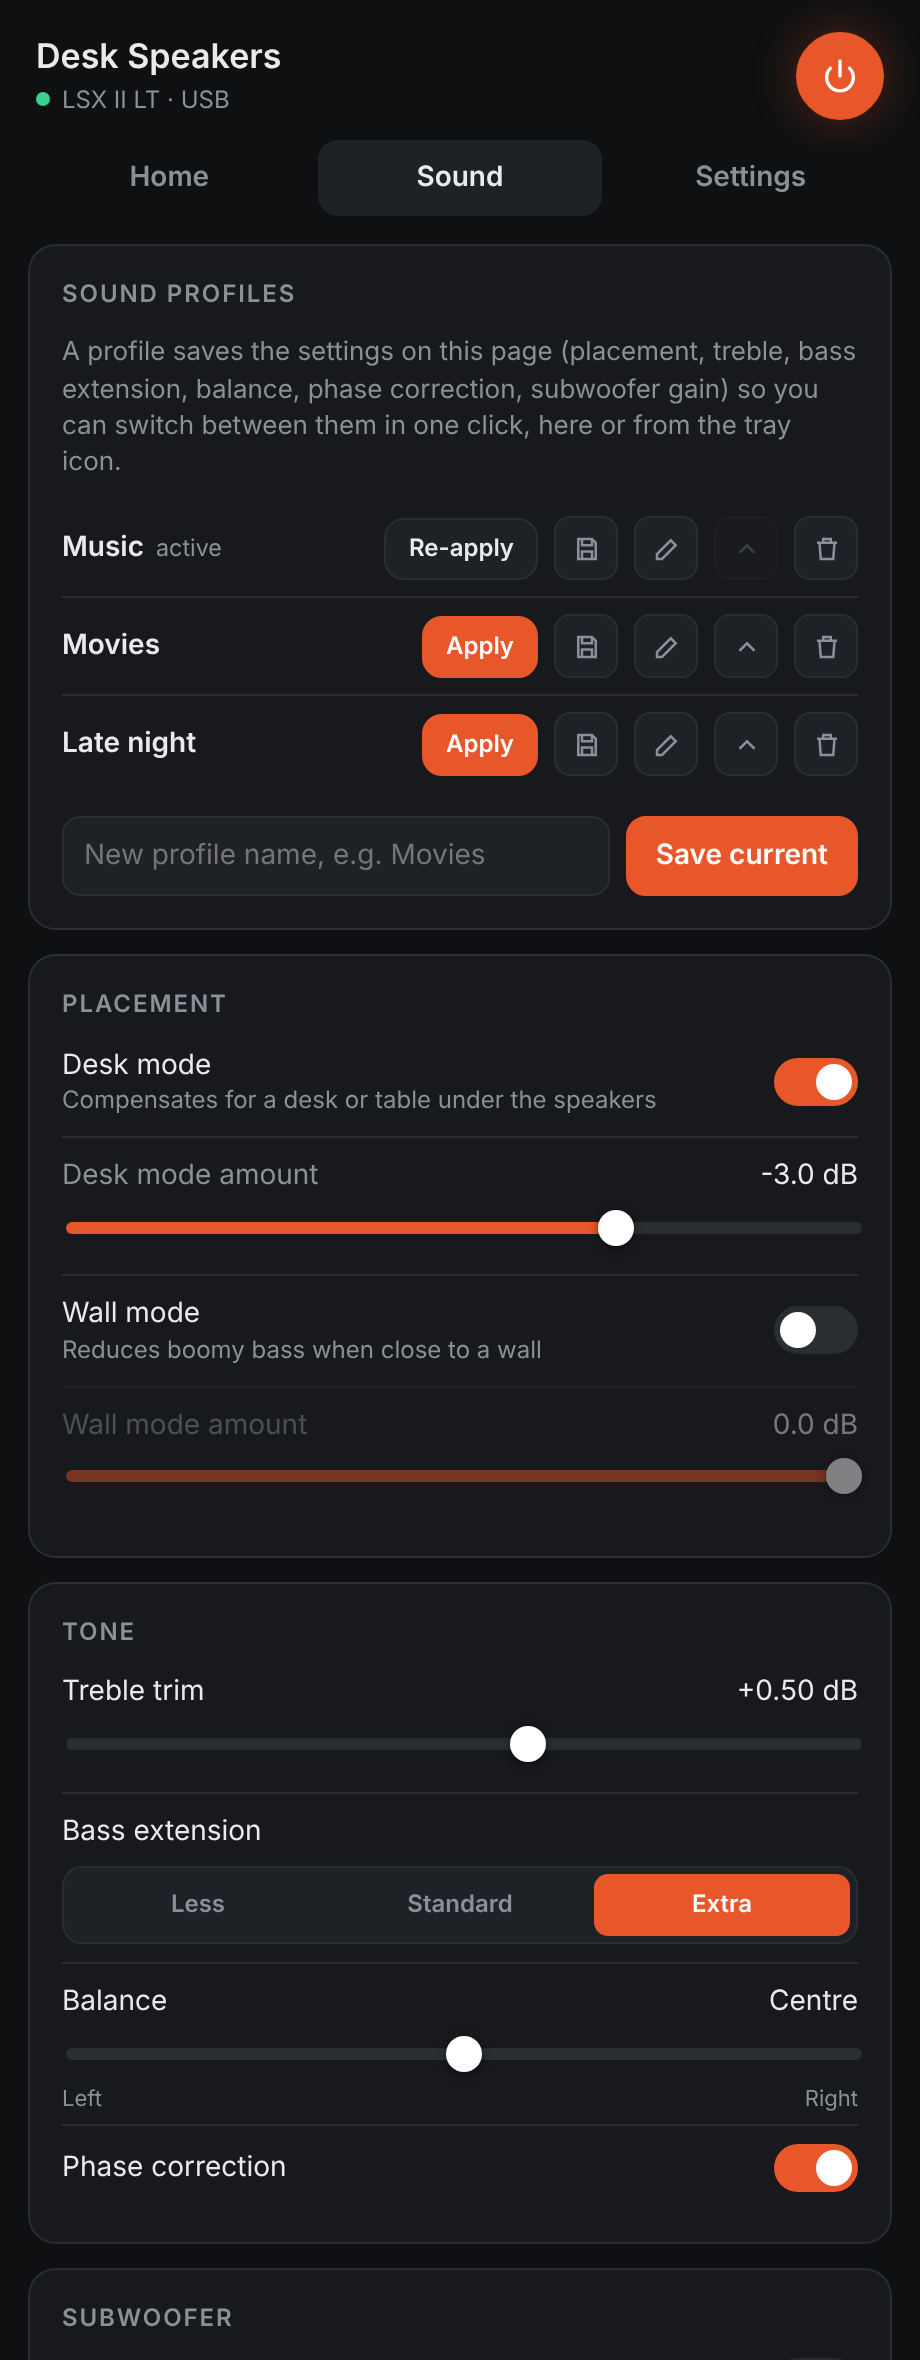 Desk Speakers
LSX II LT · USB
Home
Sound
Settings
SOUND PROFILES
A profile saves the settings on this page (placement, treble, bass
extension, balance, phase correction, subwoofer gain) so you
can switch between them in one click, here or from the tray
icon.
Music active
Re-apply
Movies
Apply
Late night
Apply
New profile name, e.g. Movies
Save current
PLACEMENT
Desk mode
Compensates for a desk or table under the speakers
Desk mode amount
-3.0 dB
Wall mode
Reduces boomy bass when close to a wall
Wall mode amount
0.0 dB
TONE
Treble trim
+0.50 dB
Bass extension
Less
Standard
Extra
Balance
Centre
Left
Right
Phase correction
SUBWOOFER